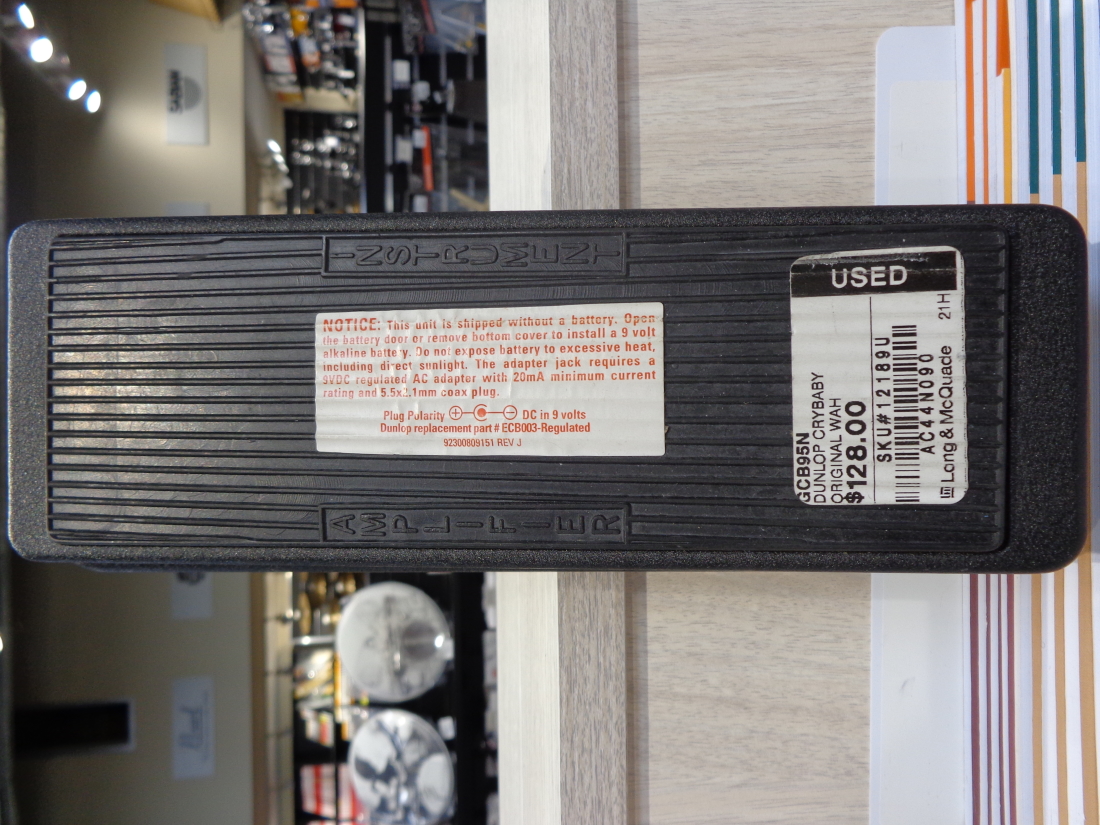 INSTRUMENT
NOTICE: This unit is shipped without a battery. Open
the battery door or remove bottom cover to install a 9 volt
alkaline battery. Do not expose battery to excessive heat,
including direct sunlight. The adapter jack requires a
9VDC regulated AC adapter with 20mA minimum current
rating and 5.5x2.1mm coax plug.
Plug Polarity DC in 9 volts
Dunlop replacement part # ECB003-Regulated
92300809151 REV J
AMPLIFIER
USED
GCB95N
DUNLOP CRYBABY
ORIGINAL WAH
$128.00
SKU#12189U
AC44N090
Long & McQuade 21H
SABIAN